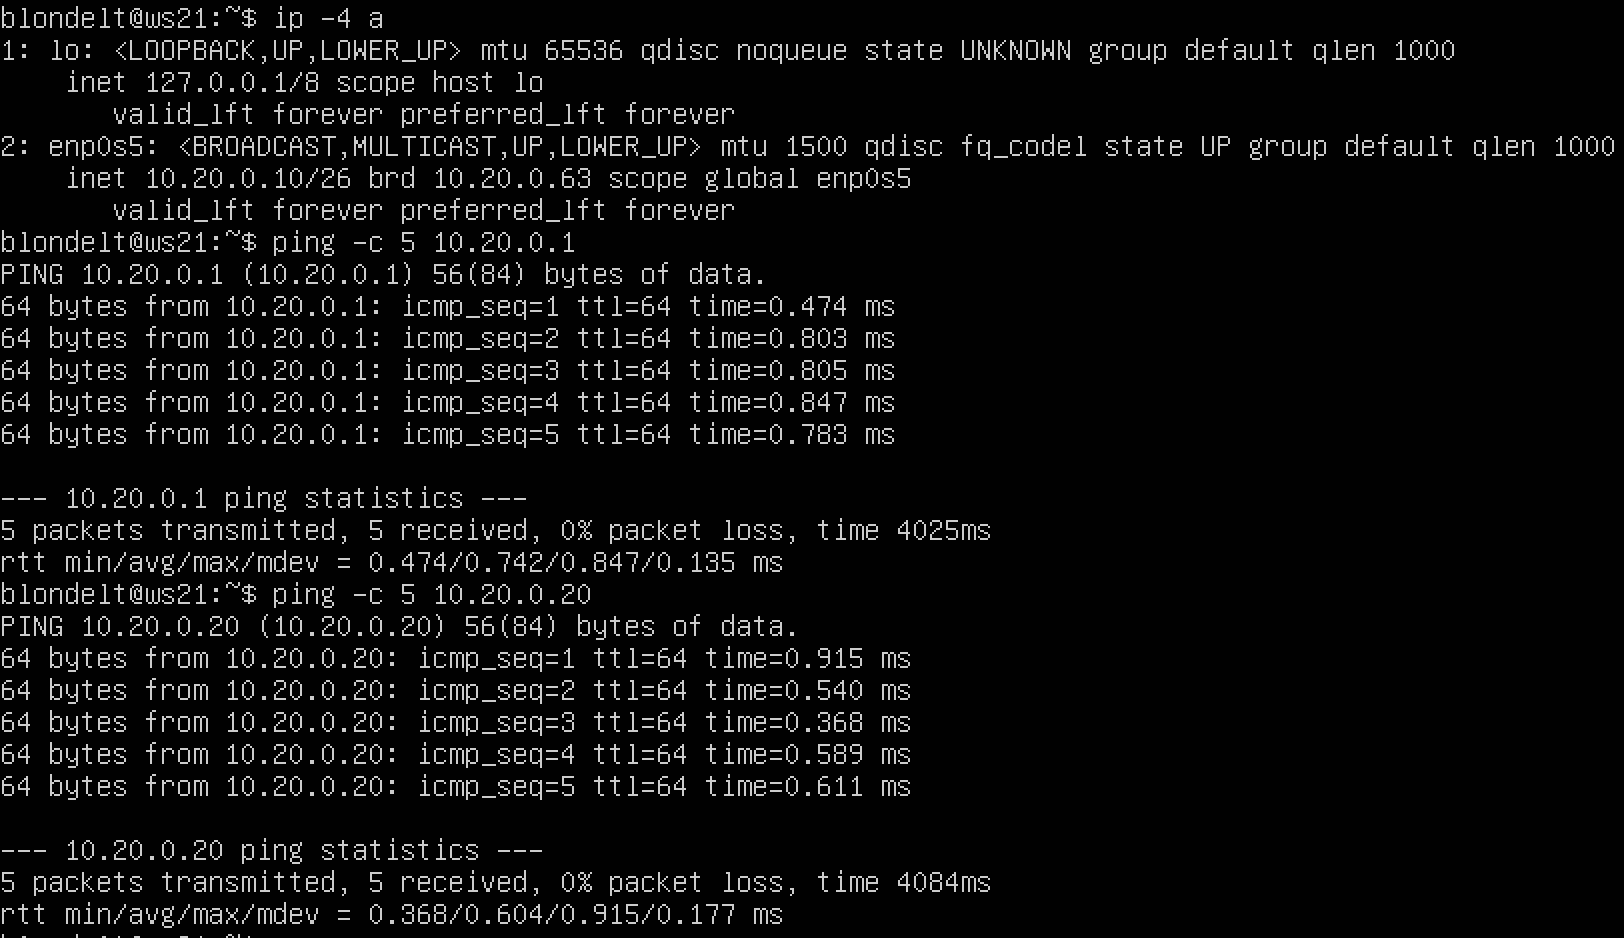 blondelt@ws21:~$ ip -4 a
1: lo: <LOOPBACK,UP,LOWER_UP> mtu 65536 qdisc noqueue state UNKNOWN group default qlen 1000
    inet 127.0.0.1/8 scope host lo
       valid_lft forever preferred_lft forever
2: enp0s5: <BROADCAST,MULTICAST,UP,LOWER_UP> mtu 1500 qdisc fq_codel state UP group default qlen 1000
    inet 10.20.0.10/26 brd 10.20.0.63 scope global enp0s5
       valid_lft forever preferred_lft forever
blondelt@ws21:~$ ping -c 5 10.20.0.1
PING 10.20.0.1 (10.20.0.1) 56(84) bytes of data.
64 bytes from 10.20.0.1: icmp_seq=1 ttl=64 time=0.474 ms
64 bytes from 10.20.0.1: icmp_seq=2 ttl=64 time=0.803 ms
64 bytes from 10.20.0.1: icmp_seq=3 ttl=64 time=0.805 ms
64 bytes from 10.20.0.1: icmp_seq=4 ttl=64 time=0.847 ms
64 bytes from 10.20.0.1: icmp_seq=5 ttl=64 time=0.783 ms

--- 10.20.0.1 ping statistics ---
5 packets transmitted, 5 received, 0% packet loss, time 4025ms
rtt min/avg/max/mdev = 0.474/0.742/0.847/0.135 ms
blondelt@ws21:~$ ping -c 5 10.20.0.20
PING 10.20.0.20 (10.20.0.20) 56(84) bytes of data.
64 bytes from 10.20.0.20: icmp_seq=1 ttl=64 time=0.915 ms
64 bytes from 10.20.0.20: icmp_seq=2 ttl=64 time=0.540 ms
64 bytes from 10.20.0.20: icmp_seq=3 ttl=64 time=0.368 ms
64 bytes from 10.20.0.20: icmp_seq=4 ttl=64 time=0.589 ms
64 bytes from 10.20.0.20: icmp_seq=5 ttl=64 time=0.611 ms

--- 10.20.0.20 ping statistics ---
5 packets transmitted, 5 received, 0% packet loss, time 4084ms
rtt min/avg/max/mdev = 0.368/0.604/0.915/0.177 ms